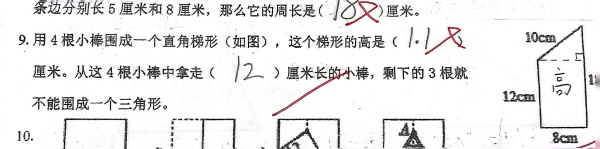 条边分别长5厘米和8厘米，那么它的周长是（18）厘米。
9. 用4根小棒围成一个直角梯形（如图），这个梯形的高是（
厘米。从这4根小棒中拿走（12）厘米长的小棒，剩下的3根就
不能围成一个三角形。
10cm
高
12cm
8cm
10.
A